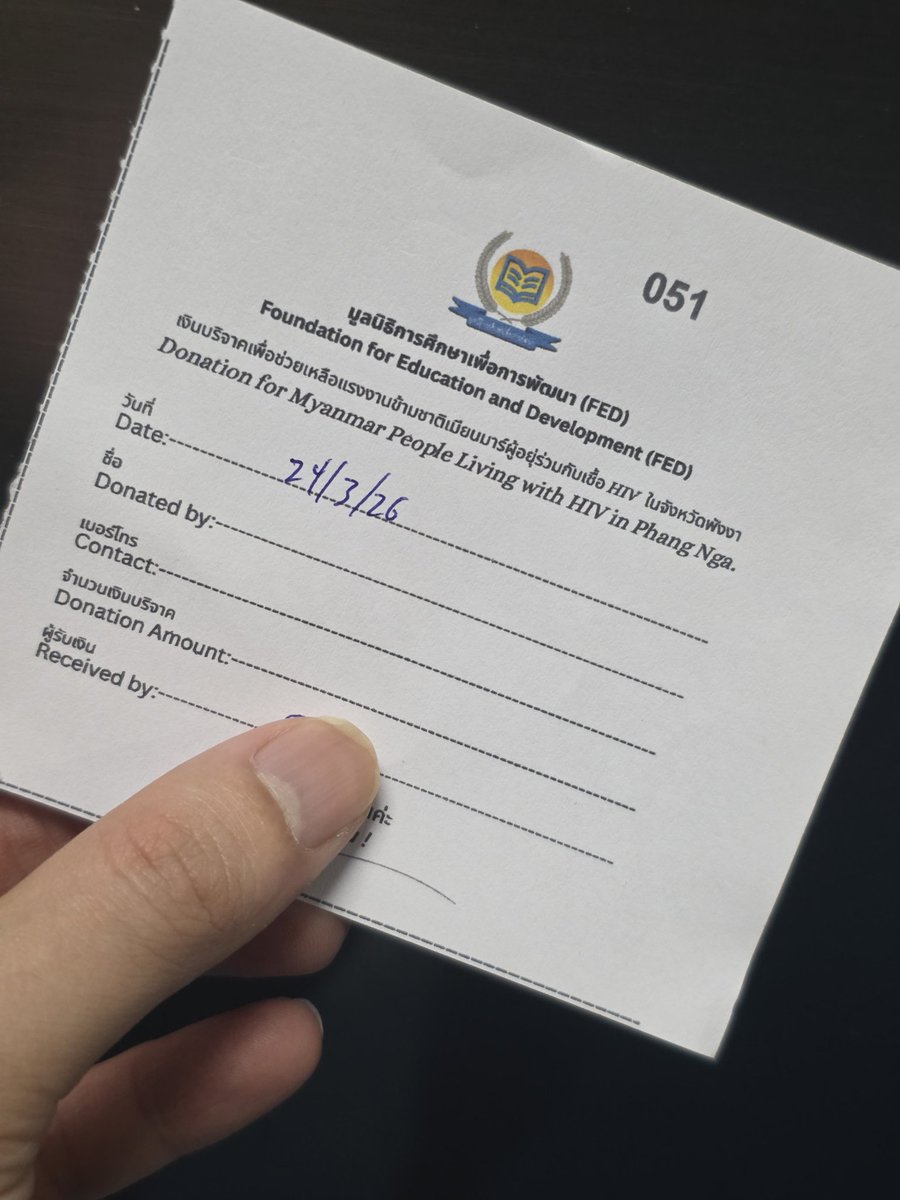 051
มูลนิธิการศึกษาเพื่อการพัฒนา (FED)
Foundation for Education and Development (FED)
เงินบริจาคเพื่อช่วยเหลือแรงงานข้ามชาติเมียนมาร์ผู้อยู่ร่วมกับเชื้อ HIV ในจังหวัดพังงา
Donation for Myanmar People Living with HIV in Phang Nga.
วันที่
Date: 24/3/26
ชื่อ
Donated by:
เบอร์โทร
Contact:
จำนวนเงินบริจาค
Donation Amount:
ผู้รับเงิน
Received by:
ค่ะ
!